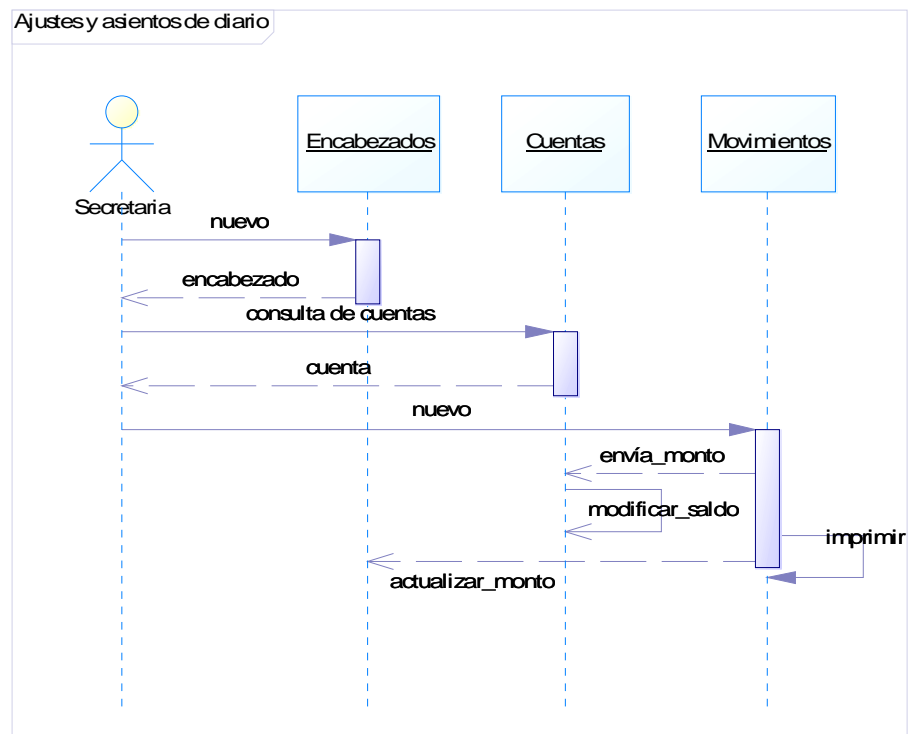 Ajustes y asientos de diario
Encabezados
Cuentas
Movimientos
Secretaria
nuevo
encabezado
consulta de cuentas
cuenta
nuevo
envía_monto
modificar_saldo
imprimir
actualizar_monto